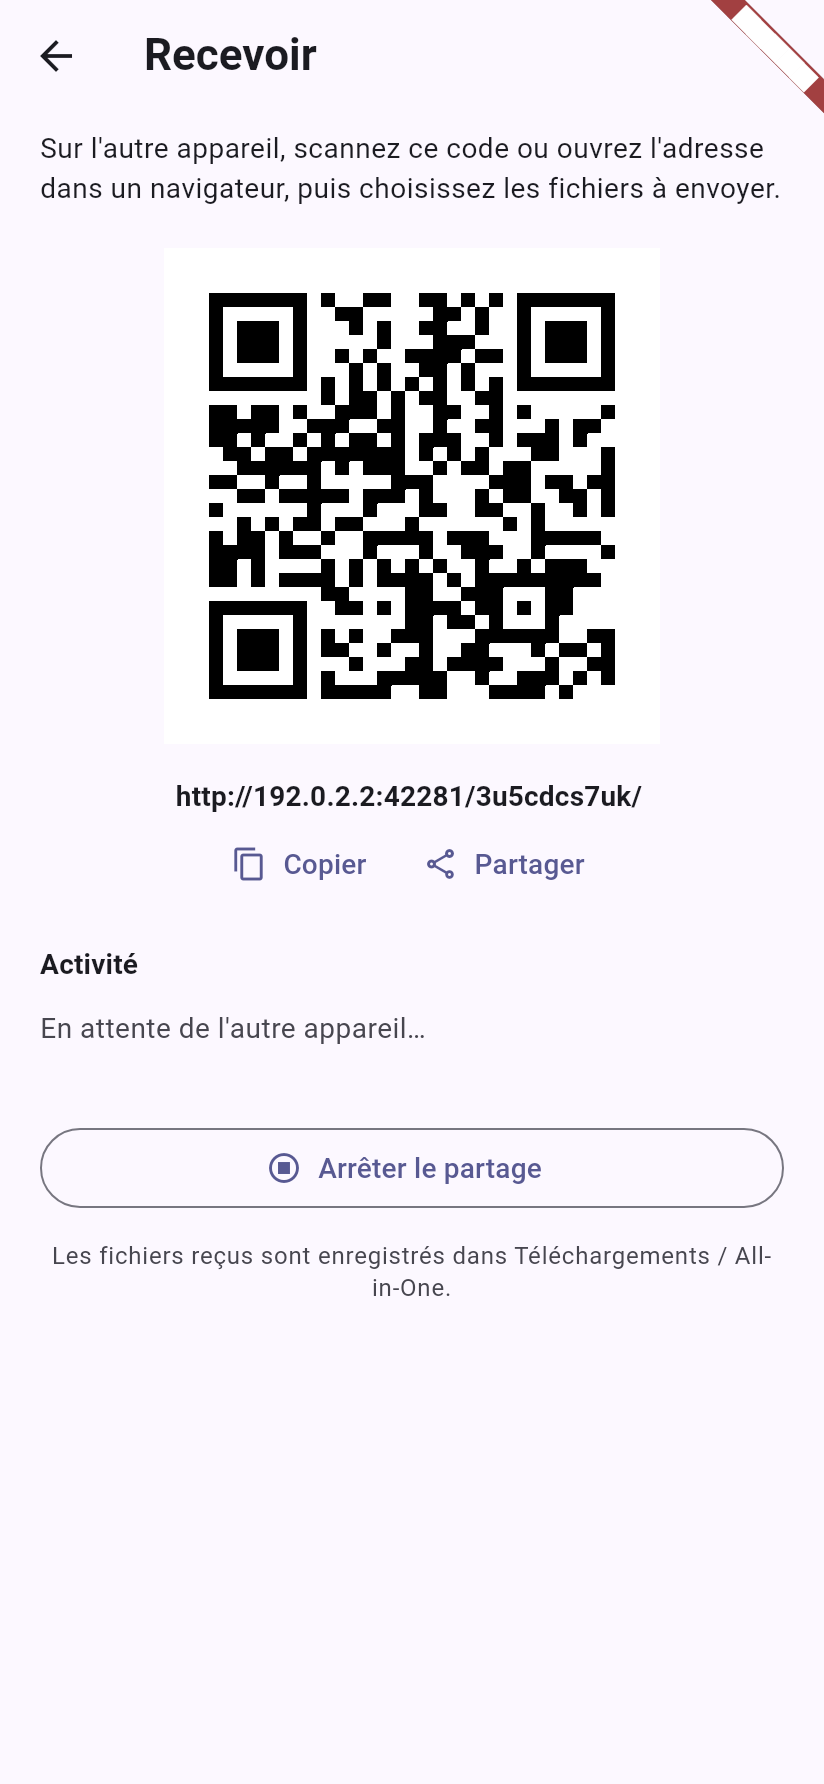 Recevoir
Sur l'autre appareil, scannez ce code ou ouvrez l'adresse
dans un navigateur, puis choisissez les fichiers à envoyer.
http://192.0.2.2:42281/3u5cdcs7uk/
Copier
Partager
Activité
En attente de l'autre appareil…
Arrêter le partage
Les fichiers reçus sont enregistrés dans Téléchargements / All-
in-One.